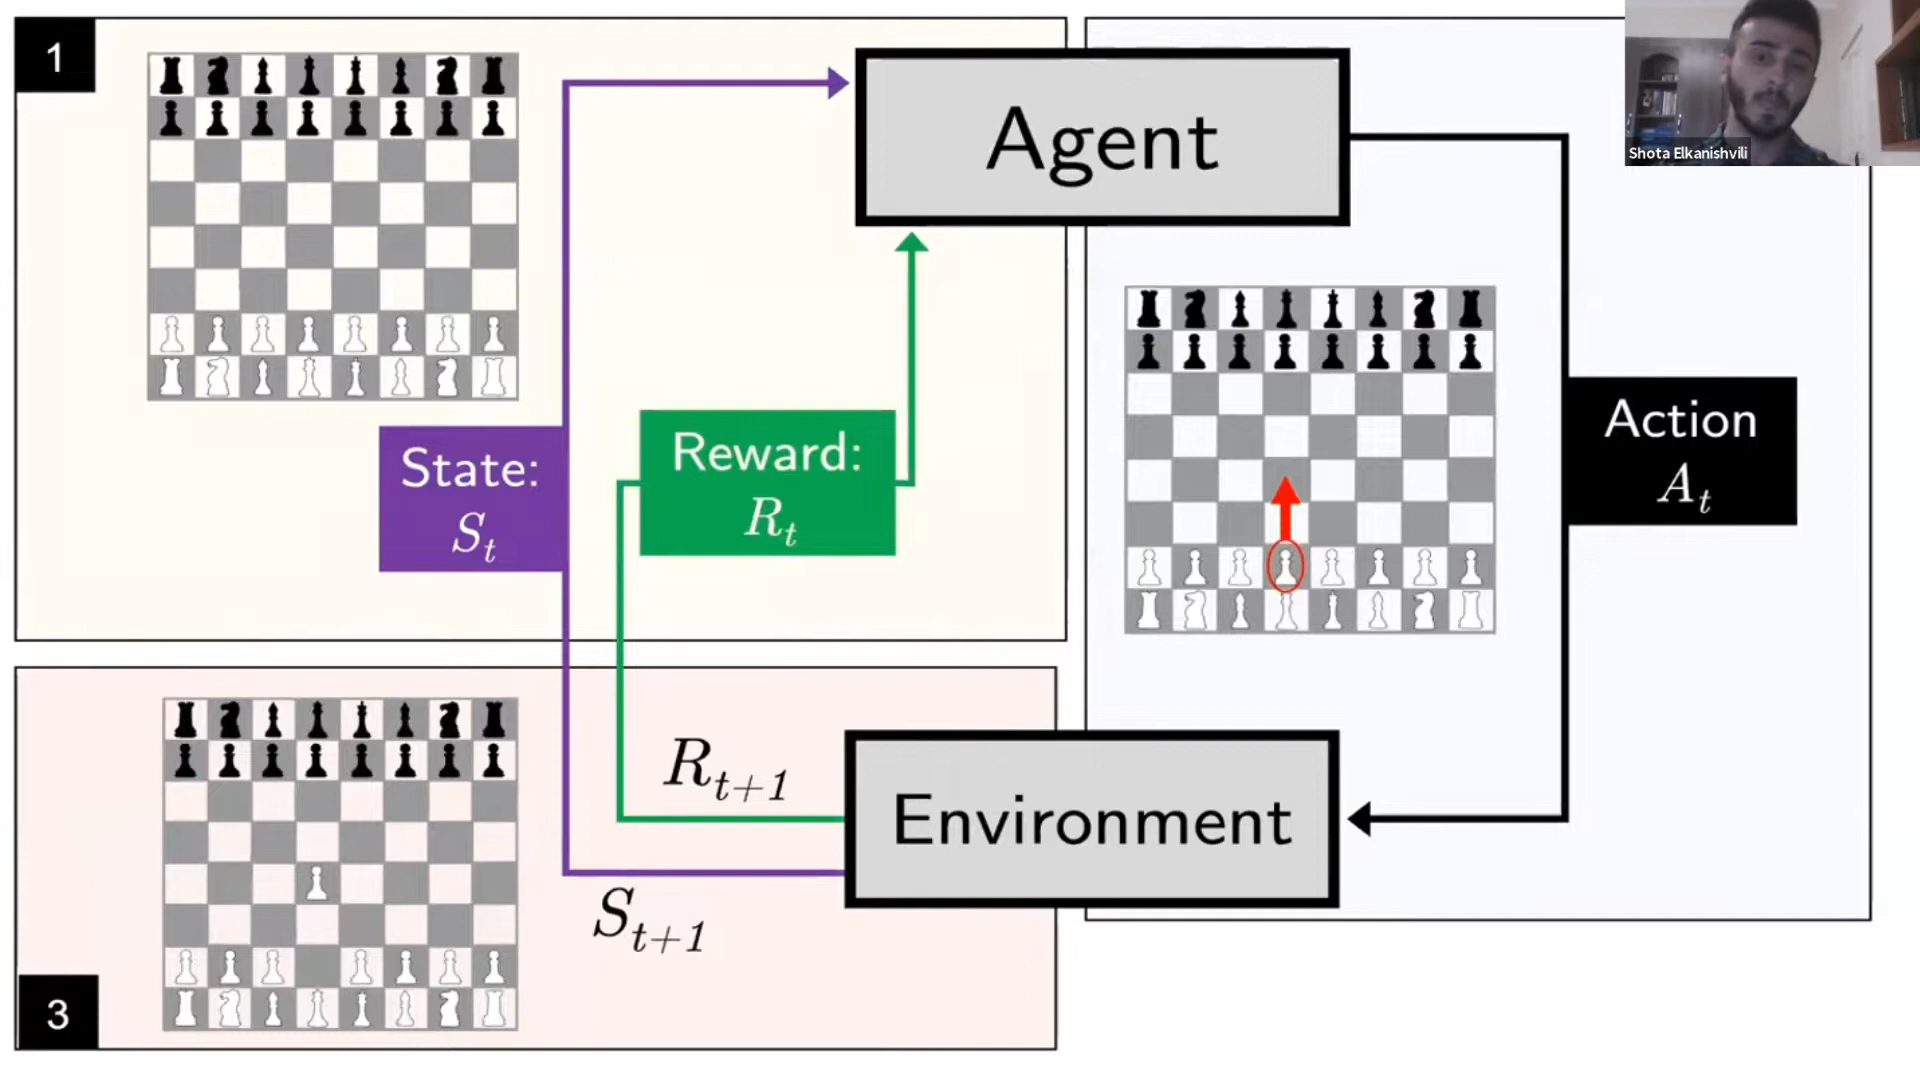 1
Agent
Shota Elkanishvili
State:
S_t
Reward:
R_t
Action
A_t
R_{t+1}
Environment
S_{t+1}
3